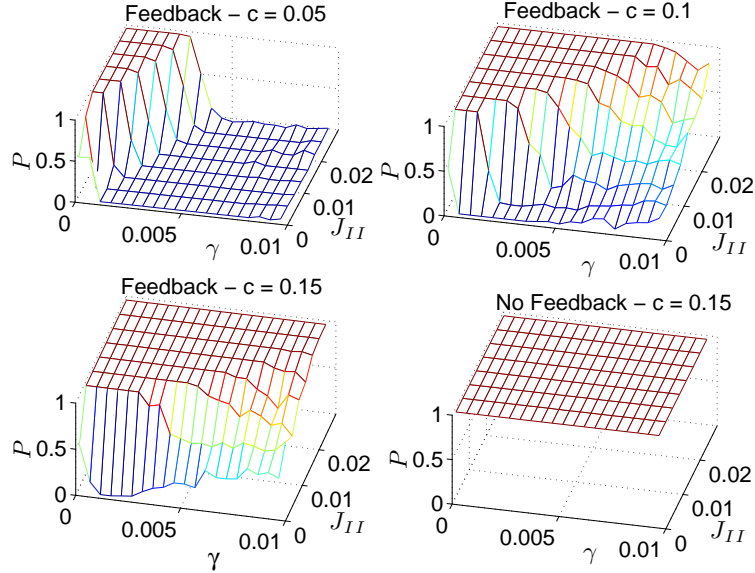 Feedback – c = 0.05
1
0.5
0
P
0
0.005
0.01
γ
0
0.01
0.02
J_{II}
Feedback – c = 0.1
1
0.5
0
P
0
0.005
0.01
γ
0
0.01
0.02
J_{II}
Feedback – c = 0.15
1
0.5
0
P
0
0.005
0.01
γ
0
0.01
0.02
J_{II}
No Feedback – c = 0.15
1
0.5
0
P
0
0.005
0.01
γ
0
0.01
0.02
J_{II}